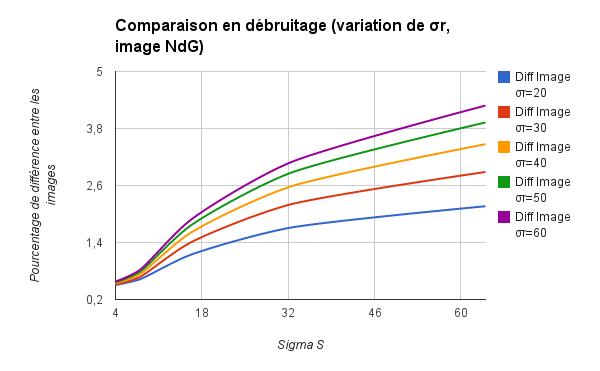 Comparaison en débruitage (variation de σr,
image NdG)
5
3,8
2,6
1,4
0,2
4
18
32
46
60
Sigma S
Pourcentage de différence entre les
images
Diff Image
σr=20
Diff Image
σr=30
Diff Image
σr=40
Diff Image
σr=50
Diff Image
σr=60